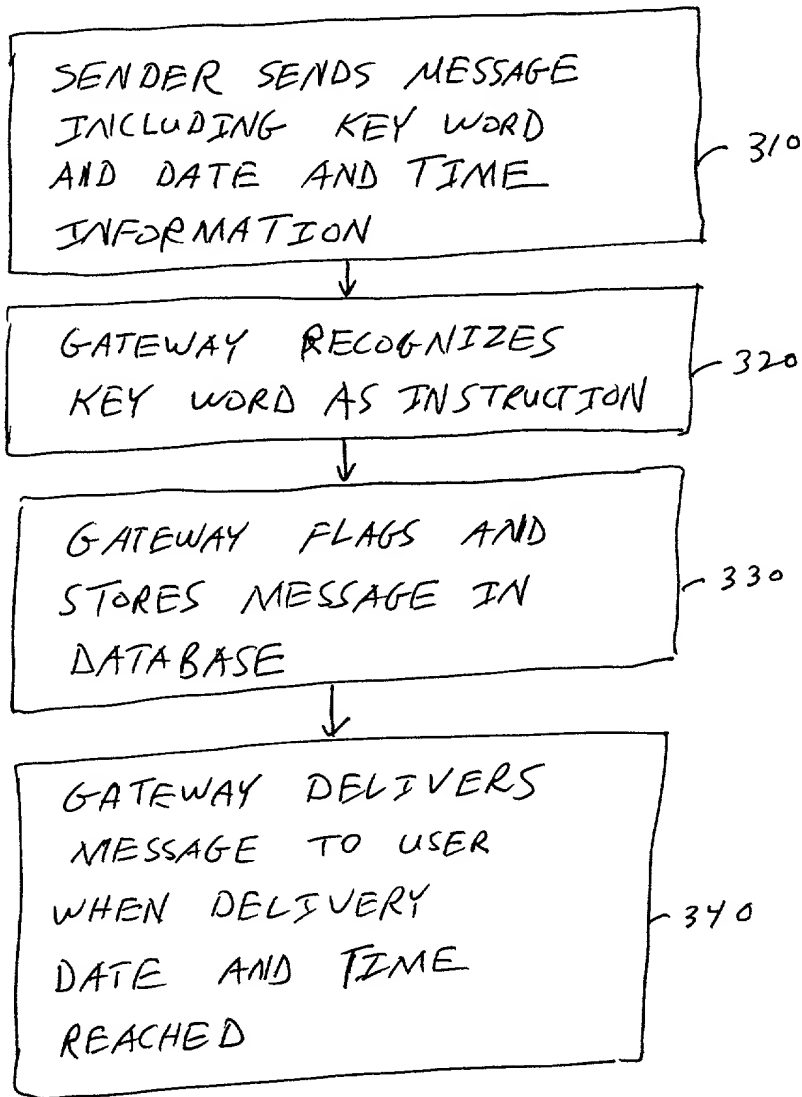 SENDER SENDS MESSAGE
INCLUDING KEY WORD
AND DATE AND TIME
INFORMATION
310
GATEWAY RECOGNIZES
KEY WORD AS INSTRUCTION
320
GATEWAY FLAGS AND
STORES MESSAGE IN
DATABASE
330
GATEWAY DELIVERS
MESSAGE TO USER
WHEN DELIVERY
DATE AND TIME
REACHED
340